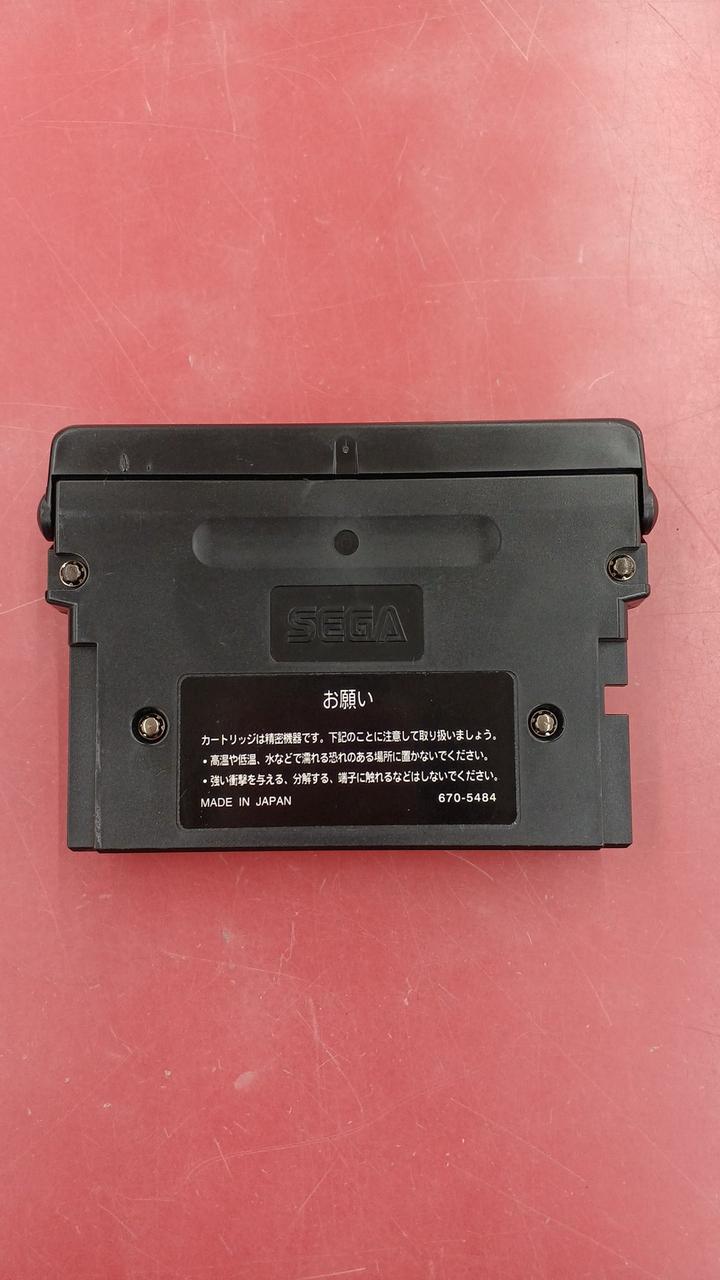 SEGA
お願い
カートリッジは精密機器です。下記のことに注意して取り扱いましょう。
・高温や低温、水などで濡れる恐れのある場所に置かないでください。
・強い衝撃を与える、分解する、端子に触れるなどはしないでください。
MADE IN JAPAN 670-5484